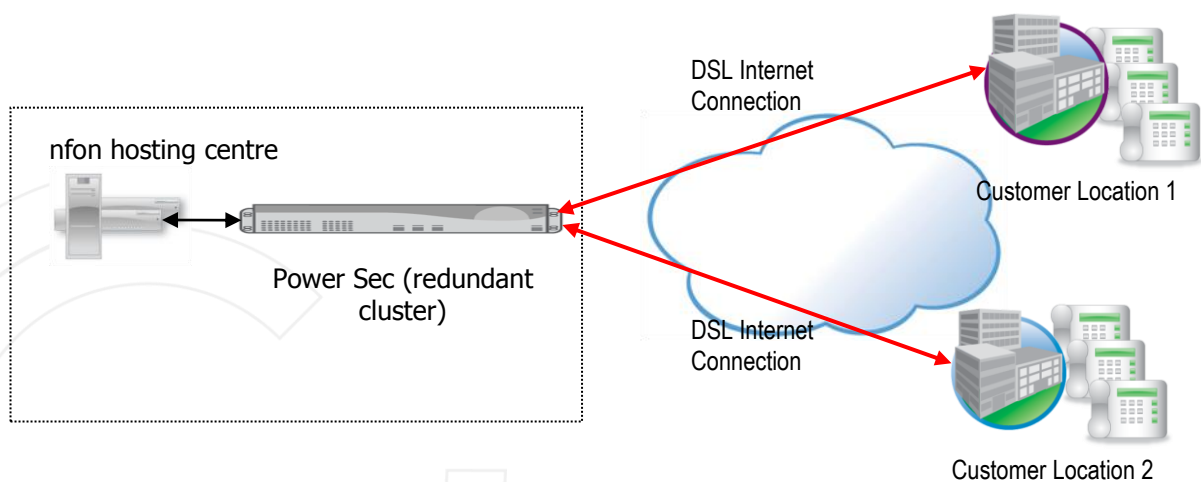 nfon hosting centre
Power Sec (redundant
cluster)
DSL Internet
Connection
Customer Location 1
DSL Internet
Connection
Customer Location 2